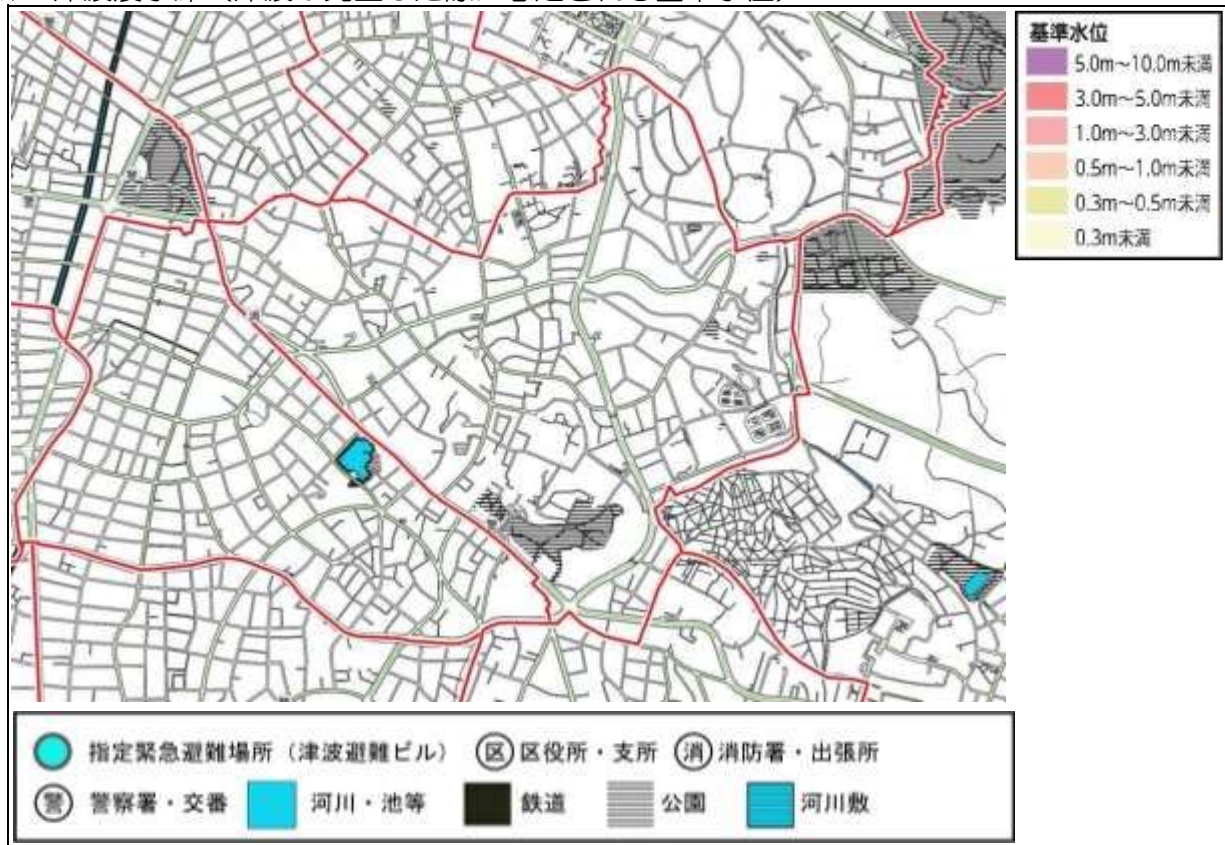 基準水位
5.0m～10.0m未満
3.0m～5.0m未満
1.0m～3.0m未満
0.5m～1.0m未満
0.3m～0.5m未満
0.3m未満
指定緊急避難場所（津波避難ビル） 区 区役所・支所 消 消防署・出張所
警 警察署・交番 河川・池等 鉄道 公園 河川敷